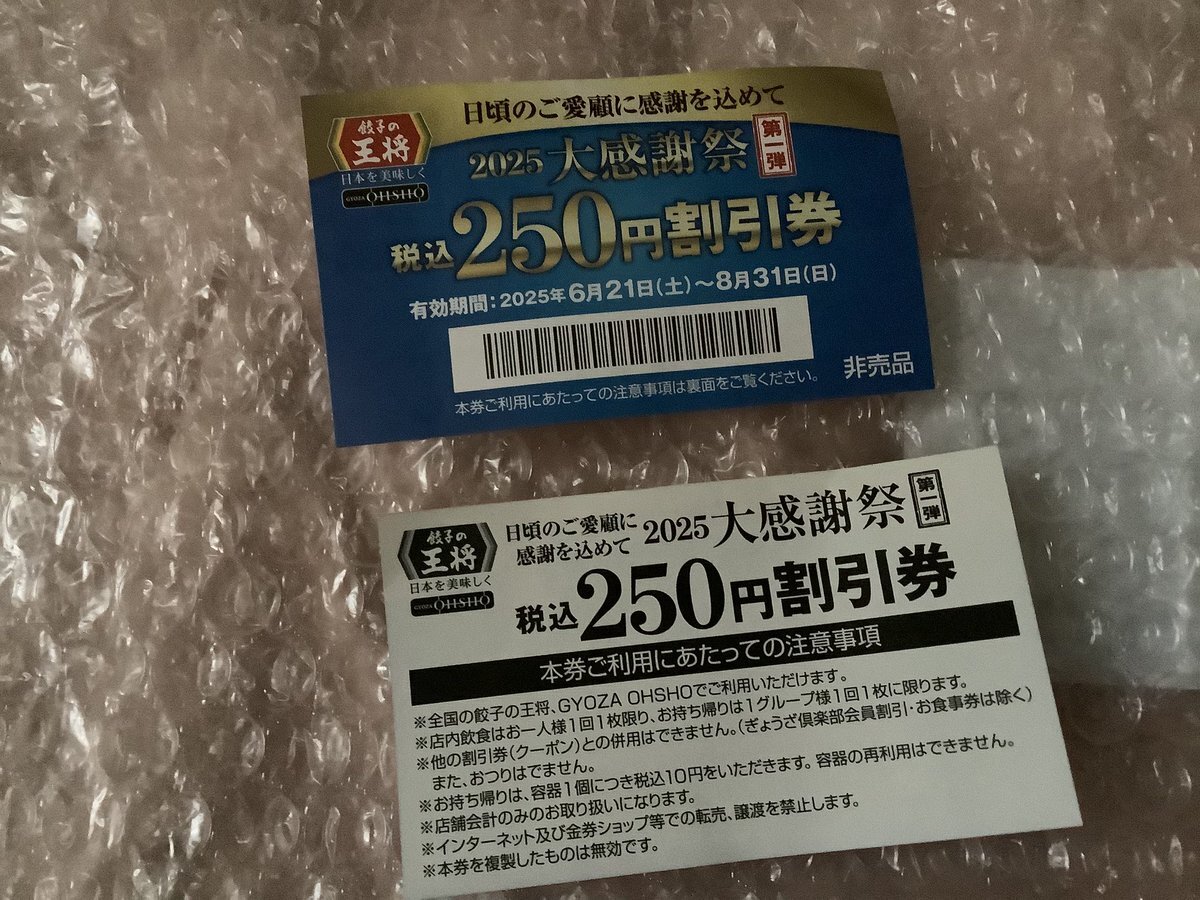 日頃のご愛顧に感謝を込めて
餃子の
王将
日本を美味しく
GYOZA OHSHO
2025 大感謝祭
第一弾
税込250円割引券
有効期間:2025年6月21日(土)〜8月31日(日)
本券ご利用にあたっての注意事項は裏面をご覧ください。
非売品
餃子の
王将
日本を美味しく
GYOZA OHSHO
日頃のご愛顧に
感謝を込めて
2025 大感謝祭
第一弾
税込250円割引券
本券ご利用にあたっての注意事項
※全国の餃子の王将、GYOZA OHSHOでご利用いただけます。
※店内飲食はお一人様1回1枚限り、お持ち帰りは1グループ様1回1枚に限ります。
※他の割引券(クーポン)との併用はできません。(ぎょうざ倶楽部会員割引・お食事券は除く)
また、おつりはでません。
※お持ち帰りは、容器1個につき税込10円をいただきます。容器の再利用はできません。
※店舗会計のみのお取り扱いになります。
※インターネット及び金券ショップ等での転売、譲渡を禁止します。
※本券を複製したものは無効です。